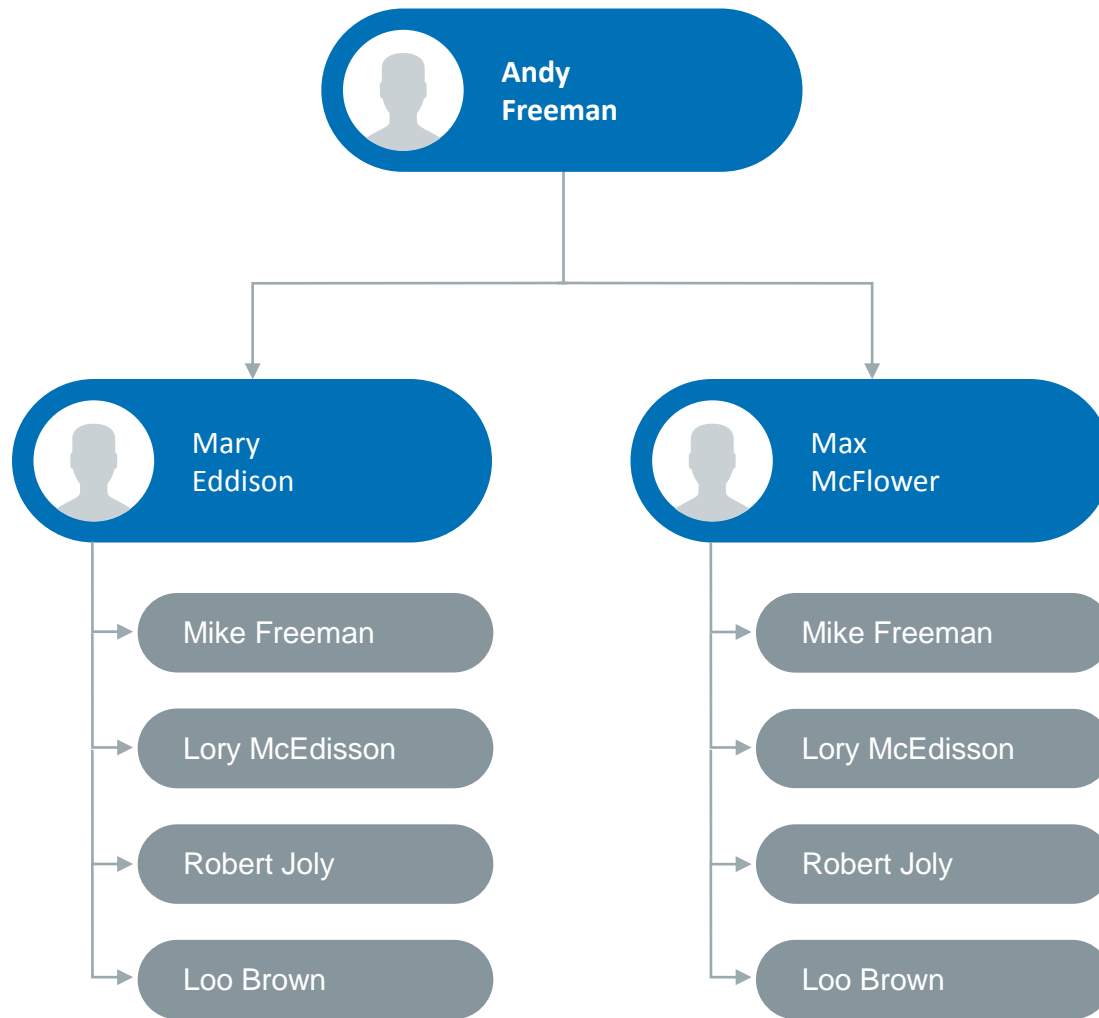 Andy
Freeman
Mary
Eddison
Max
McFlower
Mike Freeman
Mike Freeman
Lory McEdisson
Lory McEdisson
Robert Joly
Robert Joly
Loo Brown
Loo Brown